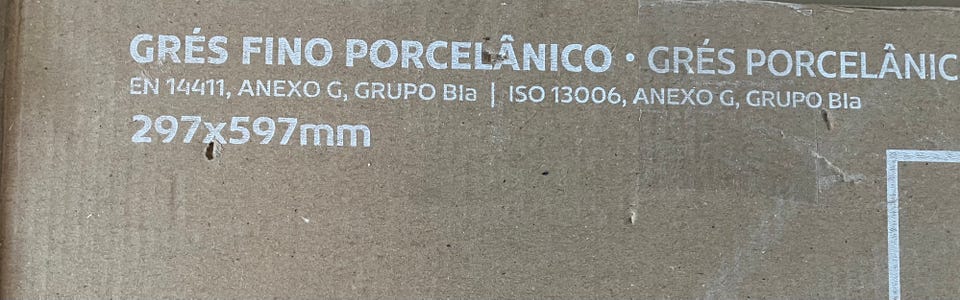 GRÉS FINO PORCELÂNICO • GRÉS PORCELÂNIC
EN 14411, ANEXO G, GRUPO BIa | ISO 13006, ANEXO G, GRUPO BIa
297x597mm